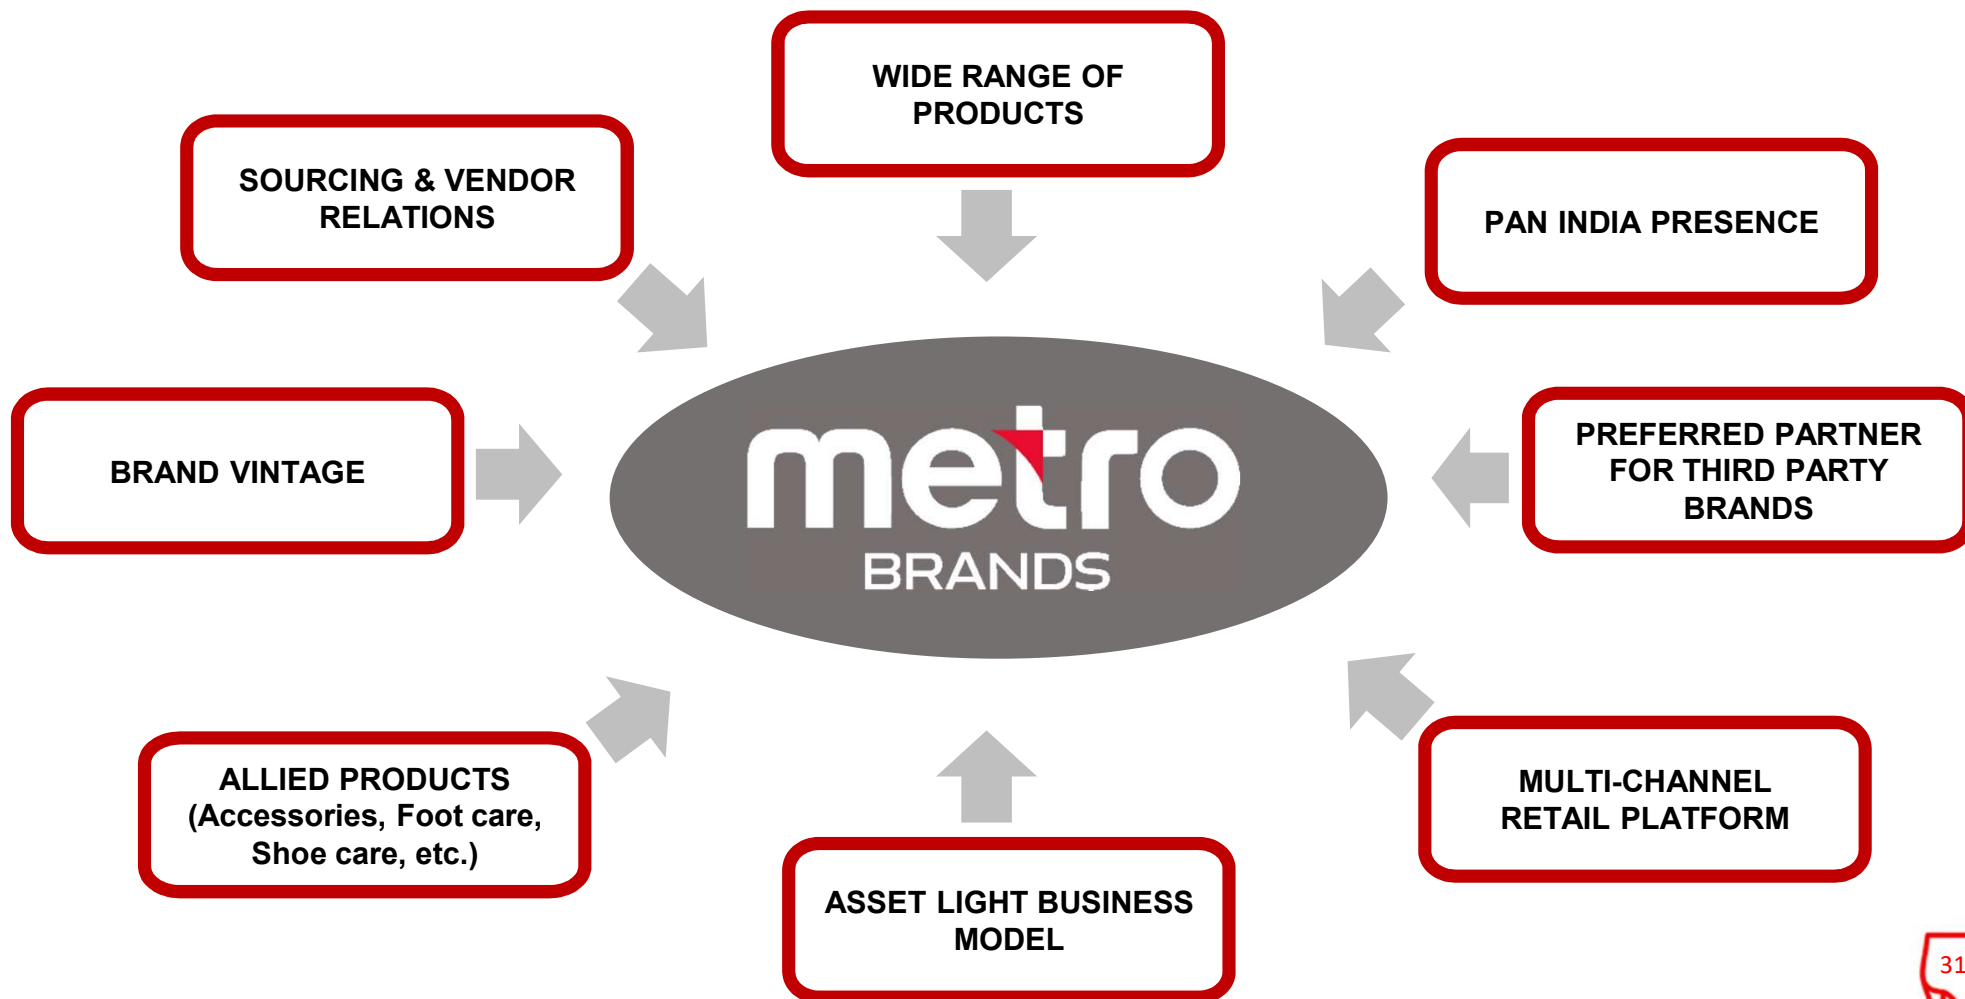 WIDE RANGE OF
PRODUCTS
SOURCING & VENDOR
RELATIONS
PAN INDIA PRESENCE
BRAND VINTAGE
metro
BRANDS
PREFERRED PARTNER
FOR THIRD PARTY
BRANDS
ALLIED PRODUCTS
(Accessories, Foot care,
Shoe care, etc.)
MULTI-CHANNEL
RETAIL PLATFORM
ASSET LIGHT BUSINESS
MODEL
31